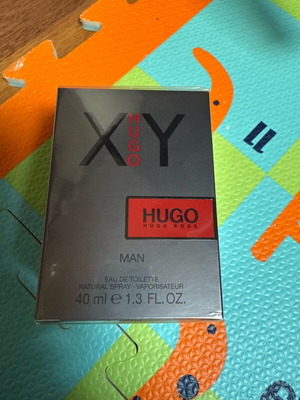 XY
HUGO
HUGO
HUGO BOSS
MAN
EAU DE TOILETTE
NATURAL SPRAY · VAPORISATEUR
40 ml e 1.3 FL.OZ.